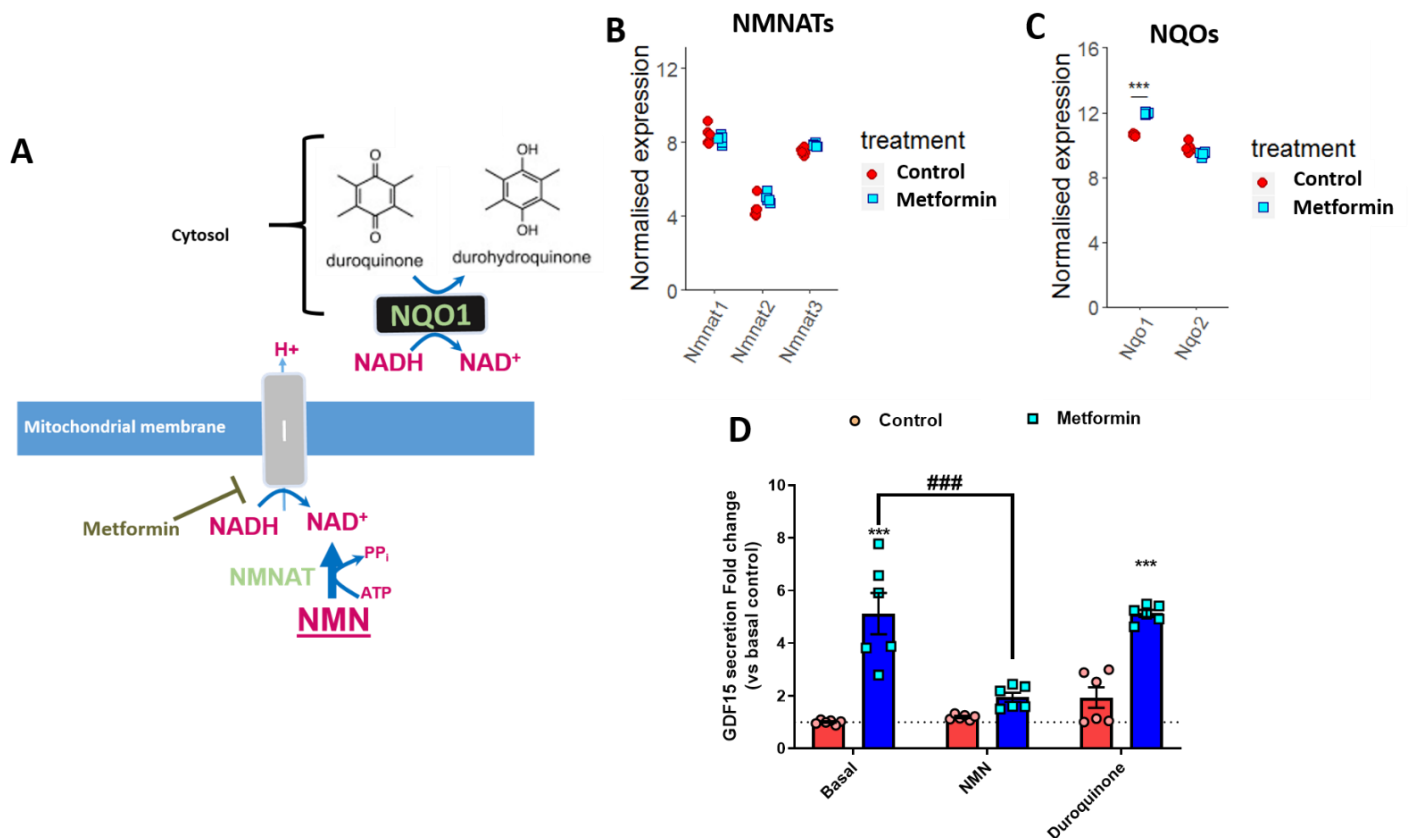 A
Cytosol
duroquinone
durohydroquinone
O
O
OH
OH
NQO1
NADH
NAD+
H+
Mitochondrial membrane
I
Metformin
NADH
NAD+
NMNAT
PPi
ATP
NMN
B
NMNATs
Normalised expression
12
8
4
0
Nmnat1
Nmnat2
Nmnat3
treatment
Control
Metformin
C
NQOs
Normalised expression
16
12
8
4
0
***
Nqo1
Nqo2
treatment
Control
Metformin
D
Control
Metformin
GDF15 secretion Fold change
(vs basal control)
10
8
6
4
2
0
###
***
***
Basal
NMN
Duroquinone